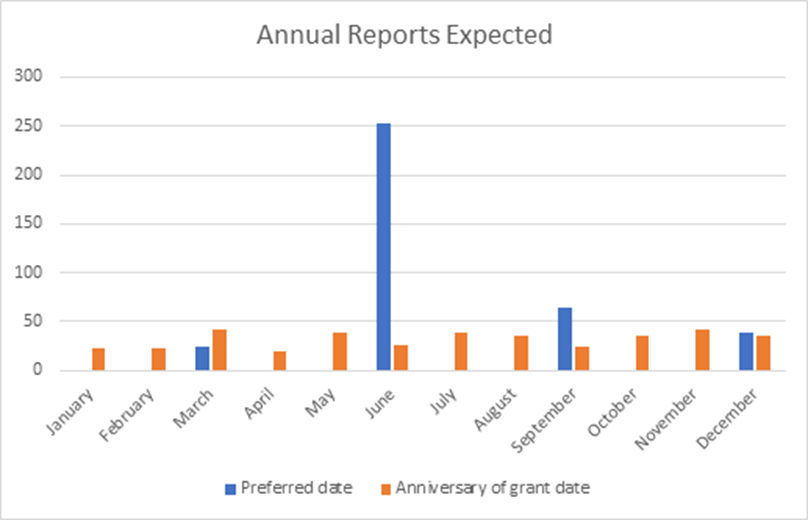 Annual Reports Expected
300
250
200
150
100
50
0
January
February
March
April
May
June
July
August
September
October
November
December
Preferred date
Anniversary of grant date